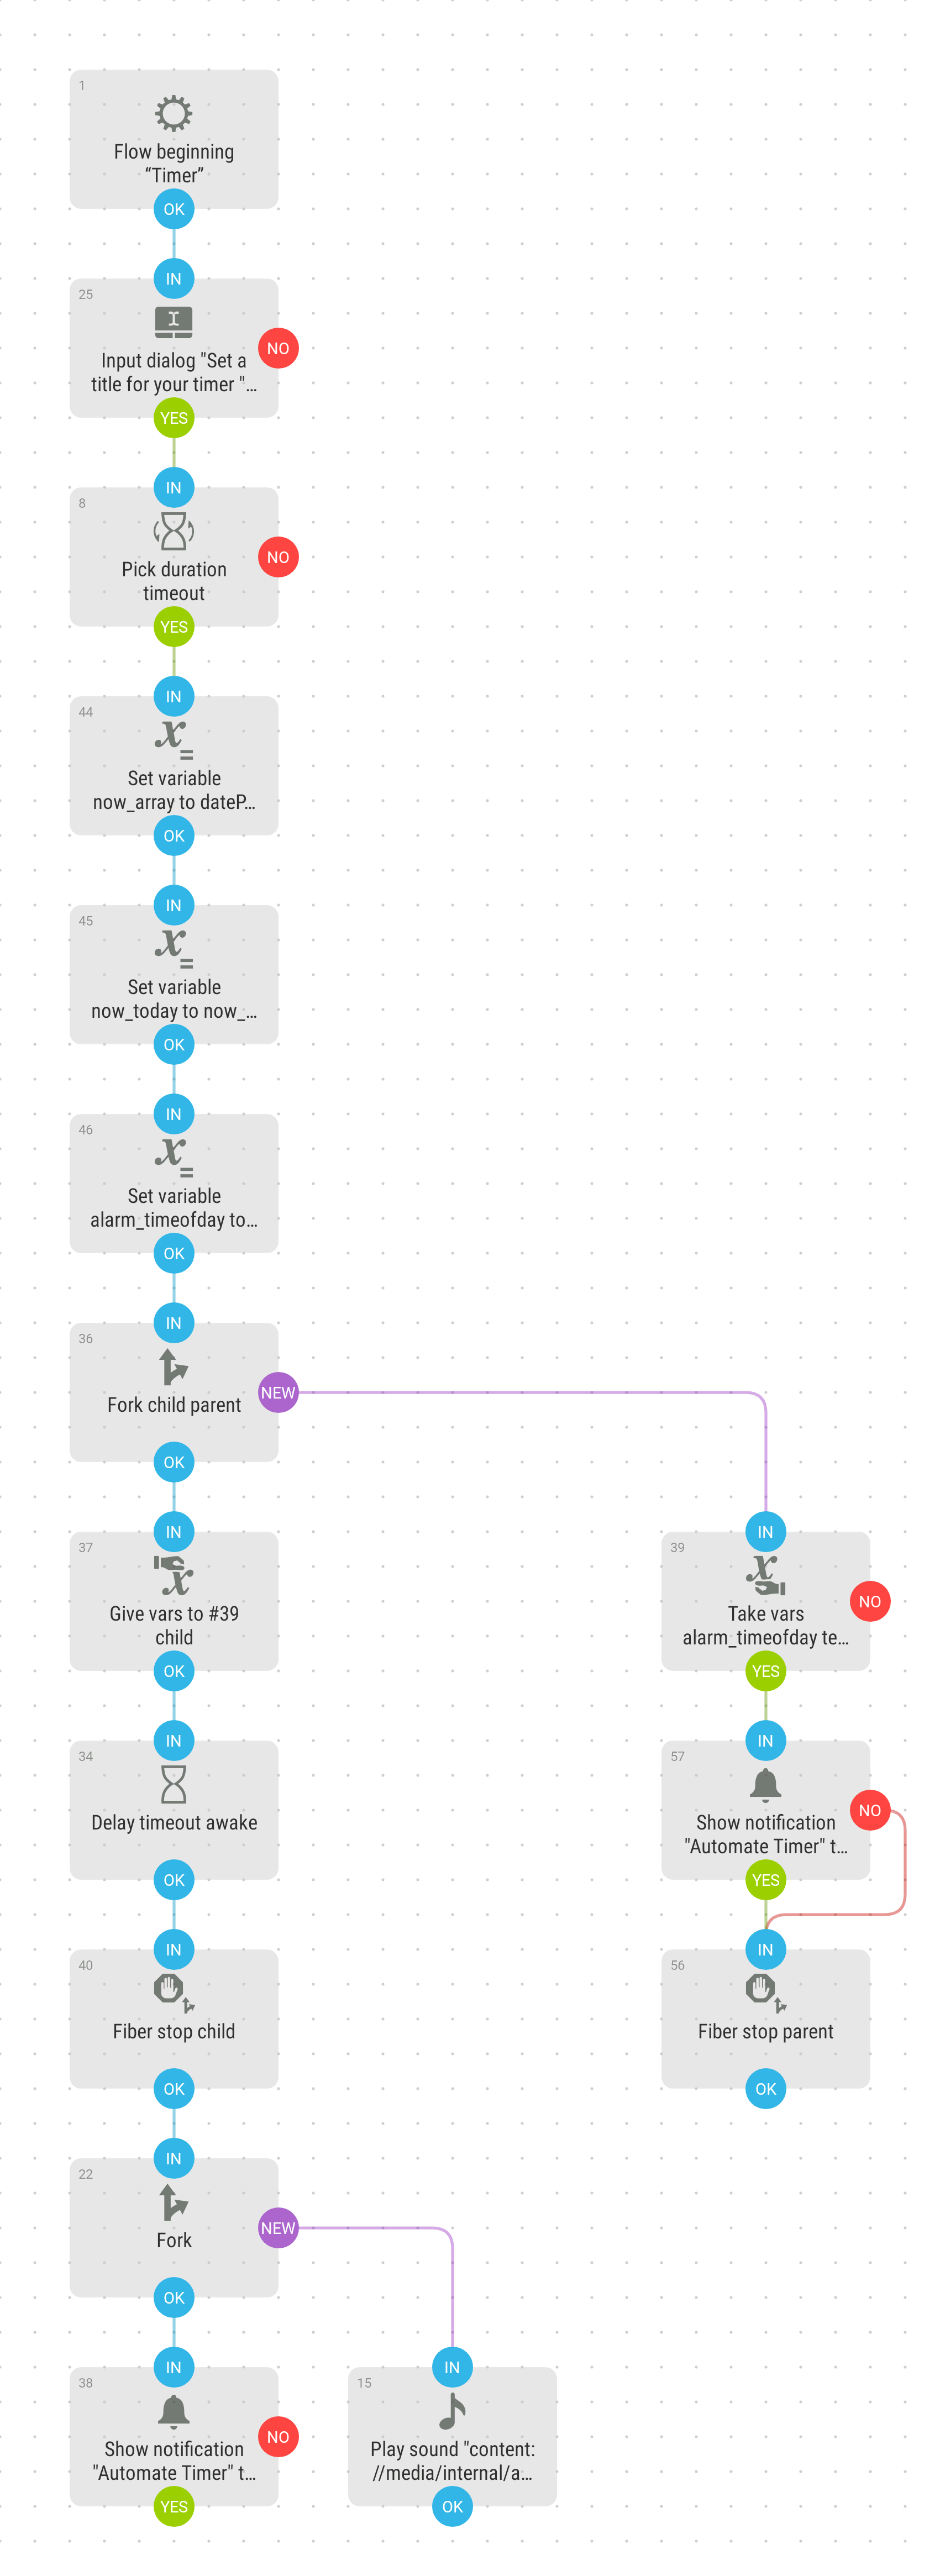 1
Flow beginning
“Timer”
OK
IN
25
Input dialog "Set a
title for your timer "…
NO
YES
IN
8
Pick duration
timeout
NO
YES
IN
44
x
=
Set variable
now_array to dateP…
OK
IN
45
x
=
Set variable
now_today to now_…
OK
IN
46
x
=
Set variable
alarm_timeofday to…
OK
IN
36
Fork child parent
NEW
OK
IN
37
x
Give vars to #39
child
OK
IN
39
x
Take vars
alarm_timeofday te…
NO
YES
IN
34
Delay timeout awake
OK
IN
57
Show notification
"Automate Timer" t…
NO
YES
IN
40
Fiber stop child
OK
IN
56
Fiber stop parent
OK
IN
22
Fork
NEW
OK
IN
38
Show notification
"Automate Timer" t…
NO
YES
IN
15
Play sound "content:
//media/internal/a…
OK